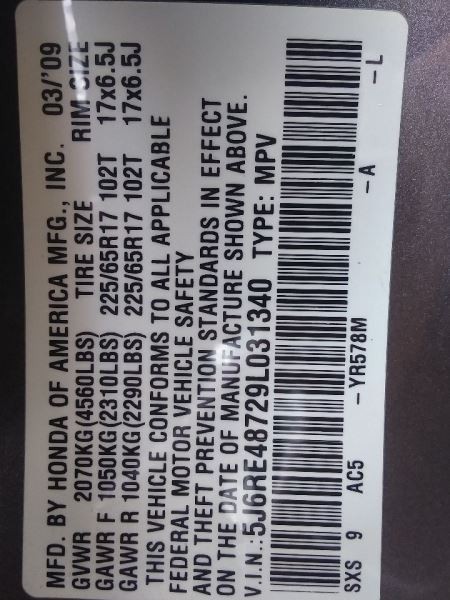 MFD. BY HONDA OF AMERICA MFG., INC. 03/'09
GVWR 2070KG(4560LBS) TIRE SIZE RIM SIZE
GAWR F 1050KG(2310LBS) 225/65R17 102T 17x6.5J
GAWR R 1040KG(2290LBS) 225/65R17 102T 17x6.5J
THIS VEHICLE CONFORMS TO ALL APPLICABLE
FEDERAL MOTOR VEHICLE SAFETY
AND THEFT PREVENTION STANDARDS IN EFFECT
ON THE DATE OF MANUFACTURE SHOWN ABOVE.
V.I.N.:5J6RE48729L031340 TYPE: MPV
SXS 9 AC5 -YR578M -A -L